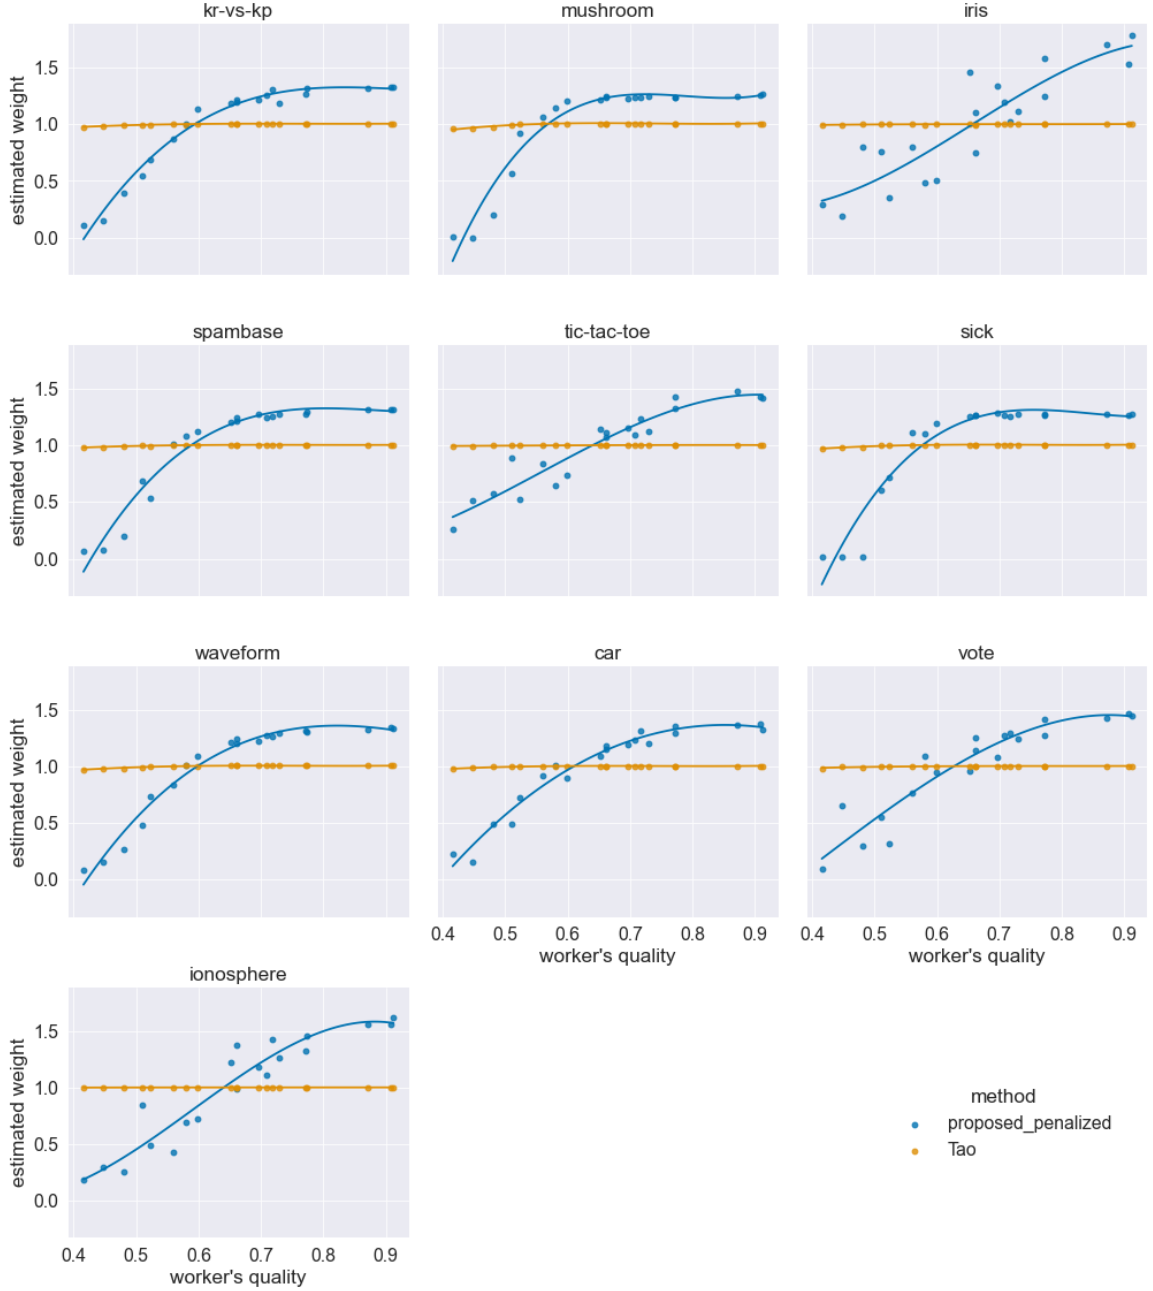 kr-vs-kp
mushroom
iris
estimated weight
1.5
1.0
0.5
0.0
spambase
tic-tac-toe
sick
estimated weight
1.5
1.0
0.5
0.0
waveform
car
vote
estimated weight
1.5
1.0
0.5
0.0
0.4 0.5 0.6 0.7 0.8 0.9
worker's quality
0.4 0.5 0.6 0.7 0.8 0.9
worker's quality
ionosphere
estimated weight
1.5
1.0
0.5
0.0
0.4 0.5 0.6 0.7 0.8 0.9
worker's quality
method
proposed_penalized
Tao